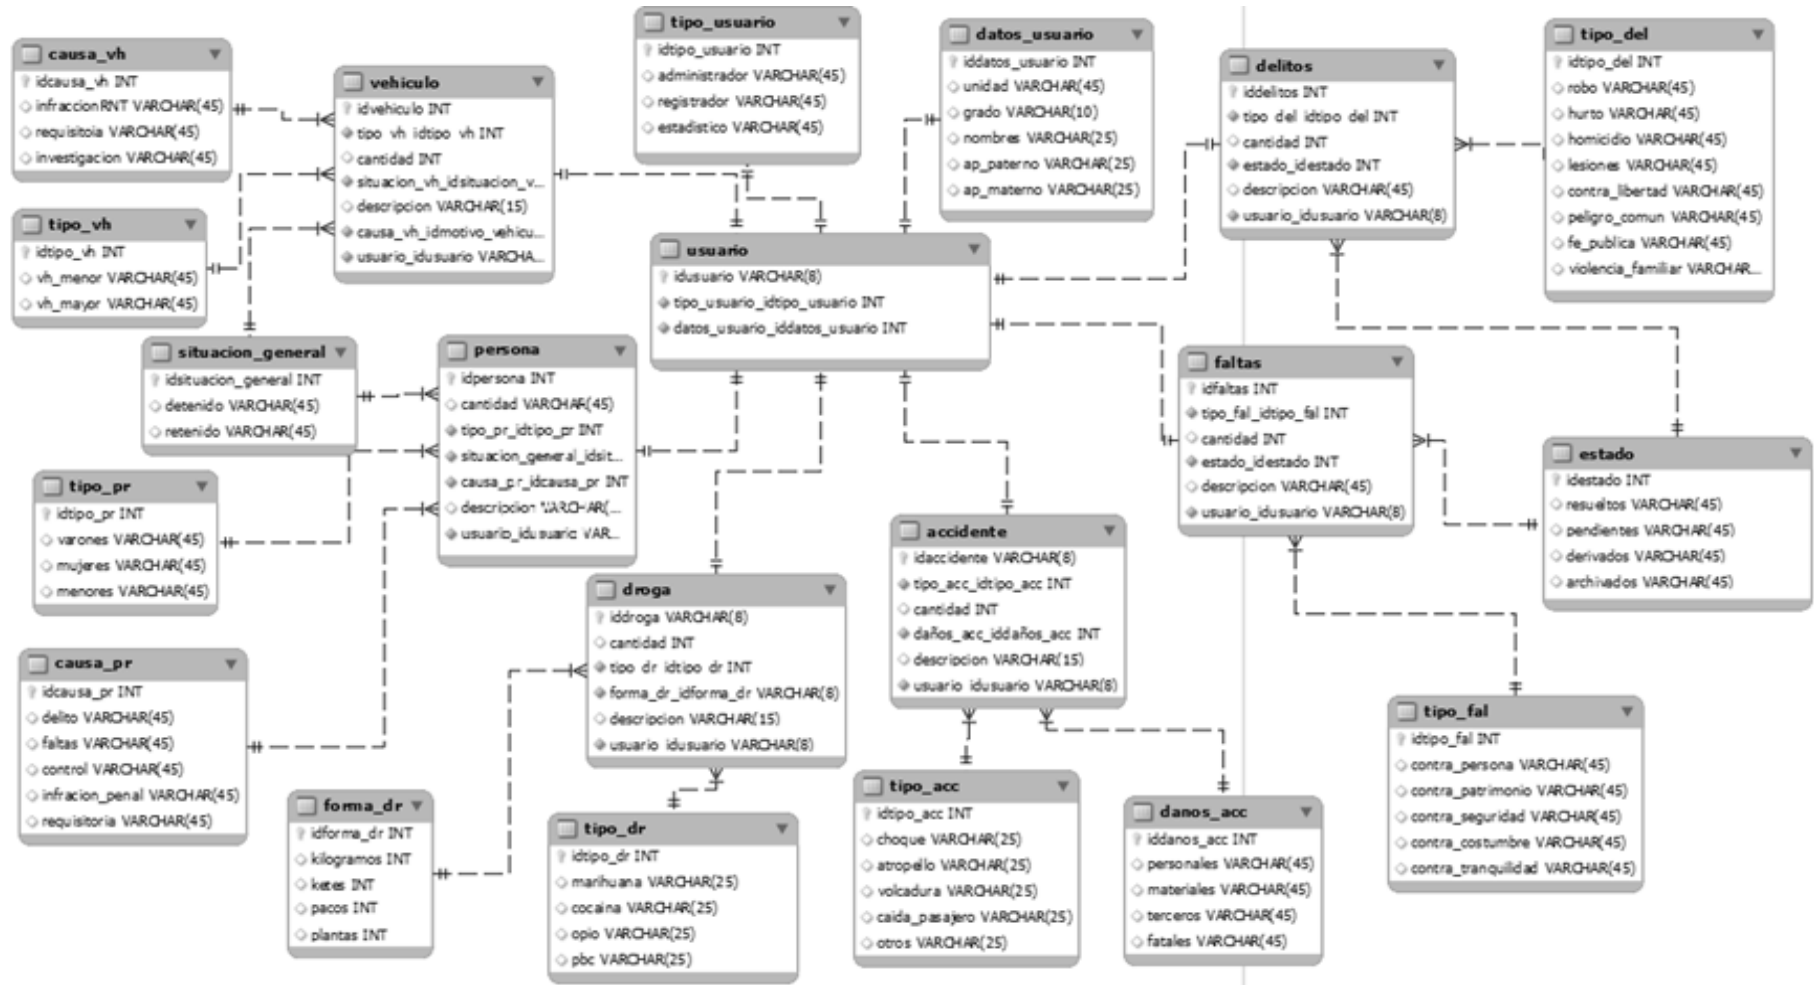 causa_vh
idcausa_vh INT
infraccionRNT VARCHAR(45)
requisitoia VARCHAR(45)
investigacion VARCHAR(45)
tipo_vh
idtipo_vh INT
vh_menor VARCHAR(45)
vh_mayor VARCHAR(45)
vehiculo
idvehiculo INT
tipo_vh_idtipo_vh INT
cantidad INT
situacion_vh_idsituacion_v...
descripcion VARCHAR(15)
causa_vh_idmotivo_vehicu...
usuario_idusuario VARCHA...
tipo_usuario
idtipo_usuario INT
administrador VARCHAR(45)
registrador VARCHAR(45)
estadistico VARCHAR(45)
datos_usuario
iddatos_usuario INT
unidad VARCHAR(45)
grado VARCHAR(10)
nombres VARCHAR(25)
ap_paterno VARCHAR(25)
ap_materno VARCHAR(25)
delitos
iddelitos INT
tipo_del_idtipo_del INT
cantidad INT
estado_idestado INT
descripcion VARCHAR(45)
usuario_idusuario VARCHAR(8)
tipo_del
idtipo_del INT
robo VARCHAR(45)
hurto VARCHAR(45)
homicidio VARCHAR(45)
lesiones VARCHAR(45)
contra_libertad VARCHAR(45)
peligro_comun VARCHAR(45)
fe_publica VARCHAR(45)
violencia_familiar VARCHAR...
usuario
idusuario VARCHAR(8)
tipo_usuario_idtipo_usuario INT
datos_usuario_iddatos_usuario INT
situacion_general
idsituacion_general INT
detenido VARCHAR(45)
retenido VARCHAR(45)
persona
idpersona INT
cantidad VARCHAR(45)
tipo_pr_idtipo_pr INT
situacion_general_idsit...
causa_pr_idcausa_pr INT
descripcion VARCHAR(...
usuario_idusuario VAR...
faltas
idfaltas INT
tipo_fal_idtipo_fal INT
cantidad INT
estado_idestado INT
descripcion VARCHAR(45)
usuario_idusuario VARCHAR(8)
estado
idestado INT
resueltos VARCHAR(45)
pendientes VARCHAR(45)
derivados VARCHAR(45)
archivados VARCHAR(45)
tipo_pr
idtipo_pr INT
varones VARCHAR(45)
mujeres VARCHAR(45)
menores VARCHAR(45)
accidente
idaccidente VARCHAR(8)
tipo_acc_idtipo_acc INT
cantidad INT
daños_acc_iddaños_acc INT
descripcion VARCHAR(15)
usuario_idusuario VARCHAR(8)
droga
iddroga VARCHAR(8)
cantidad INT
tipo_dr_idtipo_dr INT
forma_dr_idforma_dr VARCHAR(8)
descripcion VARCHAR(15)
usuario_idusuario VARCHAR(8)
causa_pr
idcausa_pr INT
delito VARCHAR(45)
faltas VARCHAR(45)
control VARCHAR(45)
infracion_penal VARCHAR(45)
requisitoria VARCHAR(45)
forma_dr
idforma_dr INT
kilogramos INT
ketes INT
pacos INT
plantas INT
tipo_dr
idtipo_dr INT
marihuana VARCHAR(25)
cocaina VARCHAR(25)
opio VARCHAR(25)
pbc VARCHAR(25)
tipo_acc
idtipo_acc INT
choque VARCHAR(25)
atropello VARCHAR(25)
volcadura VARCHAR(25)
caida_pasajero VARCHAR(25)
otros VARCHAR(25)
danos_acc
iddanos_acc INT
personales VARCHAR(45)
materiales VARCHAR(45)
terceros VARCHAR(45)
fatales VARCHAR(45)
tipo_fal
idtipo_fal INT
contra_persona VARCHAR(45)
contra_patrimonio VARCHAR(45)
contra_seguridad VARCHAR(45)
contra_costumbre VARCHAR(45)
contra_tranquilidad VARCHAR(45)